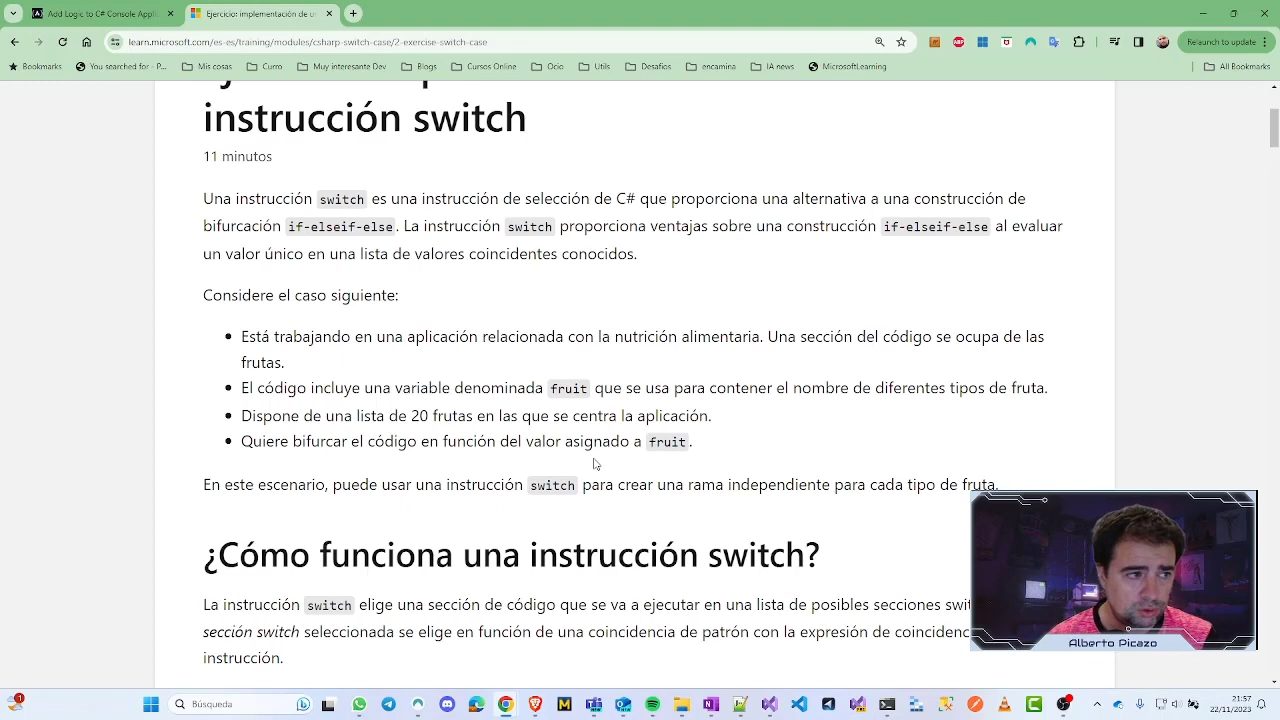 Add Logic to C# Console Appli
Ejercicio: implementación de u
learn.microsoft.com/es-es/training/modules/csharp-switch-case/2-exercise-switch-case
Relaunch to update
Bookmarks
You searched for - P...
Mis cosas
Curro
Muy interesante Dev
Blogs
Cursos Online
Ocio
Utils
Desafios
encamina
IA news
MicrosoftLearning
All Bookmarks
instrucción switch
11 minutos
Una instrucción switch es una instrucción de selección de C# que proporciona una alternativa a una construcción de
bifurcación if-elseif-else. La instrucción switch proporciona ventajas sobre una construcción if-elseif-else al evaluar
un valor único en una lista de valores coincidentes conocidos.
Considere el caso siguiente:
Está trabajando en una aplicación relacionada con la nutrición alimentaria. Una sección del código se ocupa de las
frutas.
El código incluye una variable denominada fruit que se usa para contener el nombre de diferentes tipos de fruta.
Dispone de una lista de 20 frutas en las que se centra la aplicación.
Quiere bifurcar el código en función del valor asignado a fruit.
En este escenario, puede usar una instrucción switch para crear una rama independiente para cada tipo de fruta.
¿Cómo funciona una instrucción switch?
La instrucción switch elige una sección de código que se va a ejecutar en una lista de posibles secciones swit
sección switch seleccionada se elige en función de una coincidencia de patrón con la expresión de coincidenc
instrucción.
Alberto Picazo
Búsqueda
21:57
22/11/2023